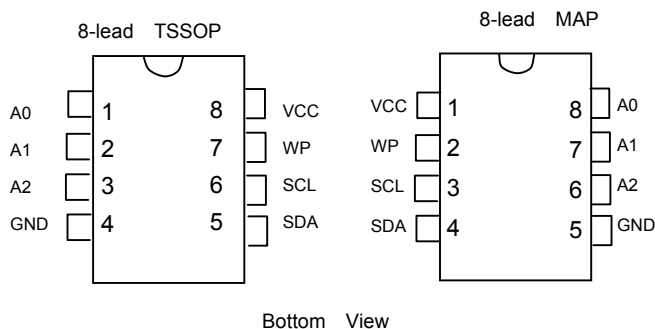 8-lead TSSOP
A0 1 8 VCC
A1 2 7 WP
A2 3 6 SCL
GND 4 5 SDA
8-lead MAP
VCC 1 8 A0
WP 2 7 A1
SCL 3 6 A2
SDA 4 5 GND
Bottom View